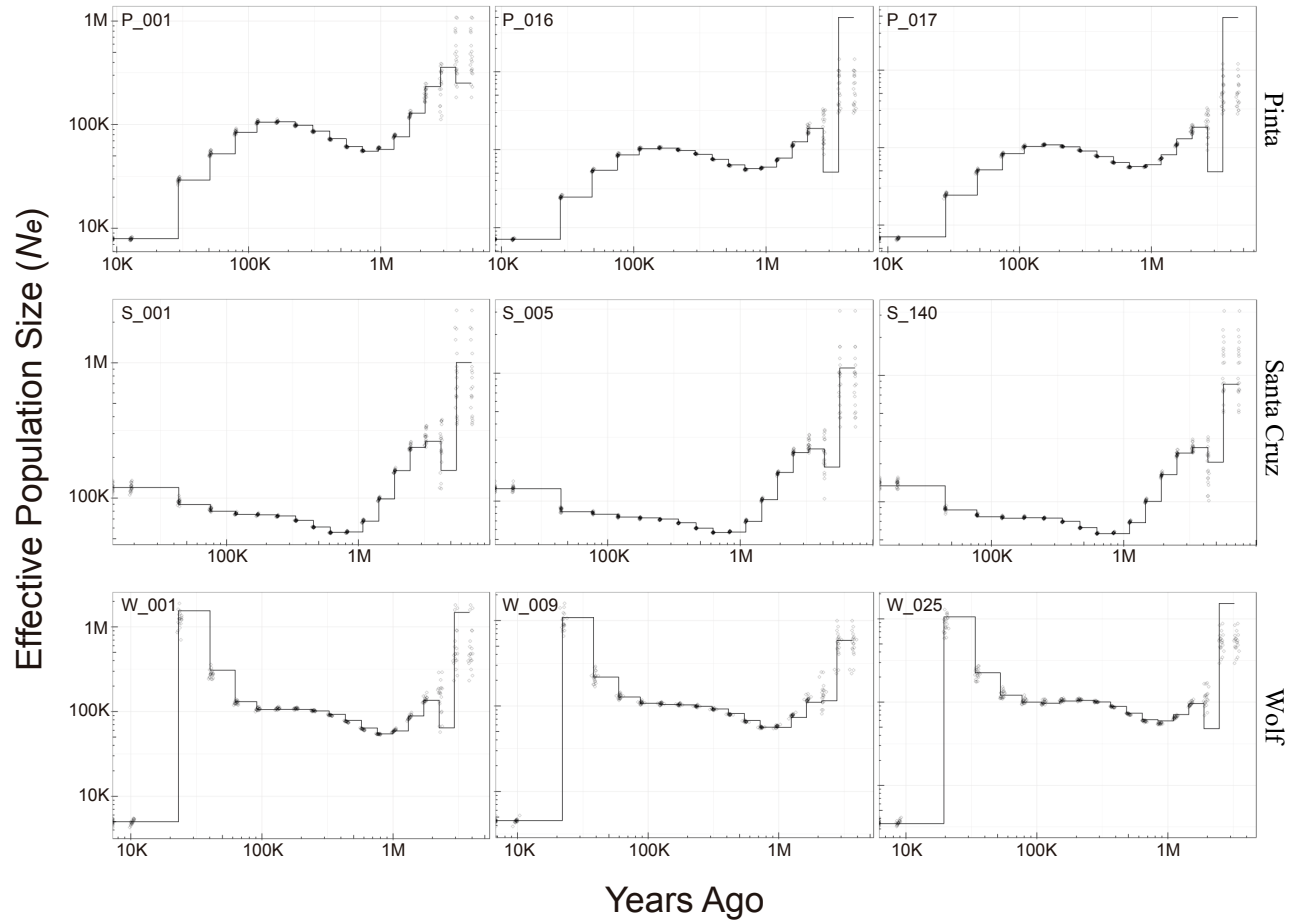 Effective Population Size (Ne)
P_001
P_016
P_017
Pinta
1M
100K
10K
10K 100K 1M
10K 100K 1M
10K 100K 1M
S_001
S_005
S_140
Santa Cruz
1M
100K
100K 1M
100K 1M
100K 1M
W_001
W_009
W_025
Wolf
1M
100K
10K
10K 100K 1M
10K 100K 1M
10K 100K 1M
Years Ago